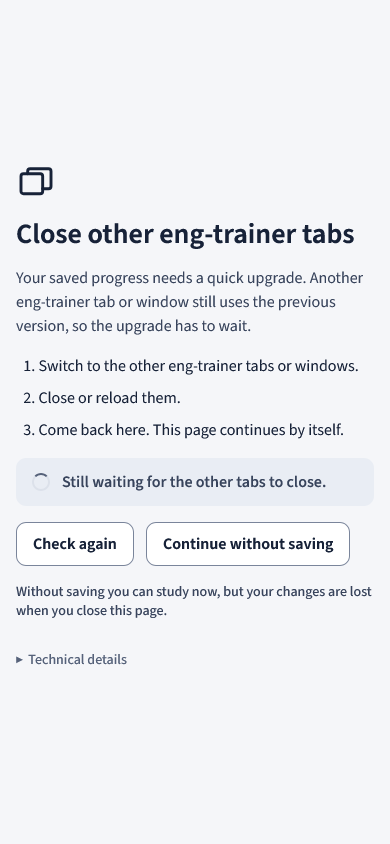 Close other eng-trainer tabs
Your saved progress needs a quick upgrade. Another
eng-trainer tab or window still uses the previous
version, so the upgrade has to wait.
1. Switch to the other eng-trainer tabs or windows.
2. Close or reload them.
3. Come back here. This page continues by itself.
Still waiting for the other tabs to close.
Check again
Continue without saving
Without saving you can study now, but your changes are lost
when you close this page.
Technical details